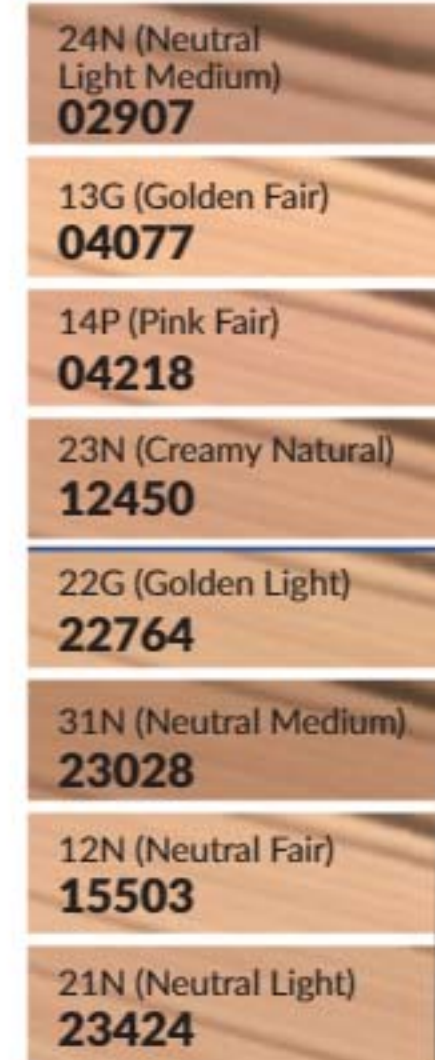 24N (Neutral
Light Medium)
02907
13G (Golden Fair)
04077
14P (Pink Fair)
04218
23N (Creamy Natural)
12450
22G (Golden Light)
22764
31N (Neutral Medium)
23028
12N (Neutral Fair)
15503
21N (Neutral Light)
23424